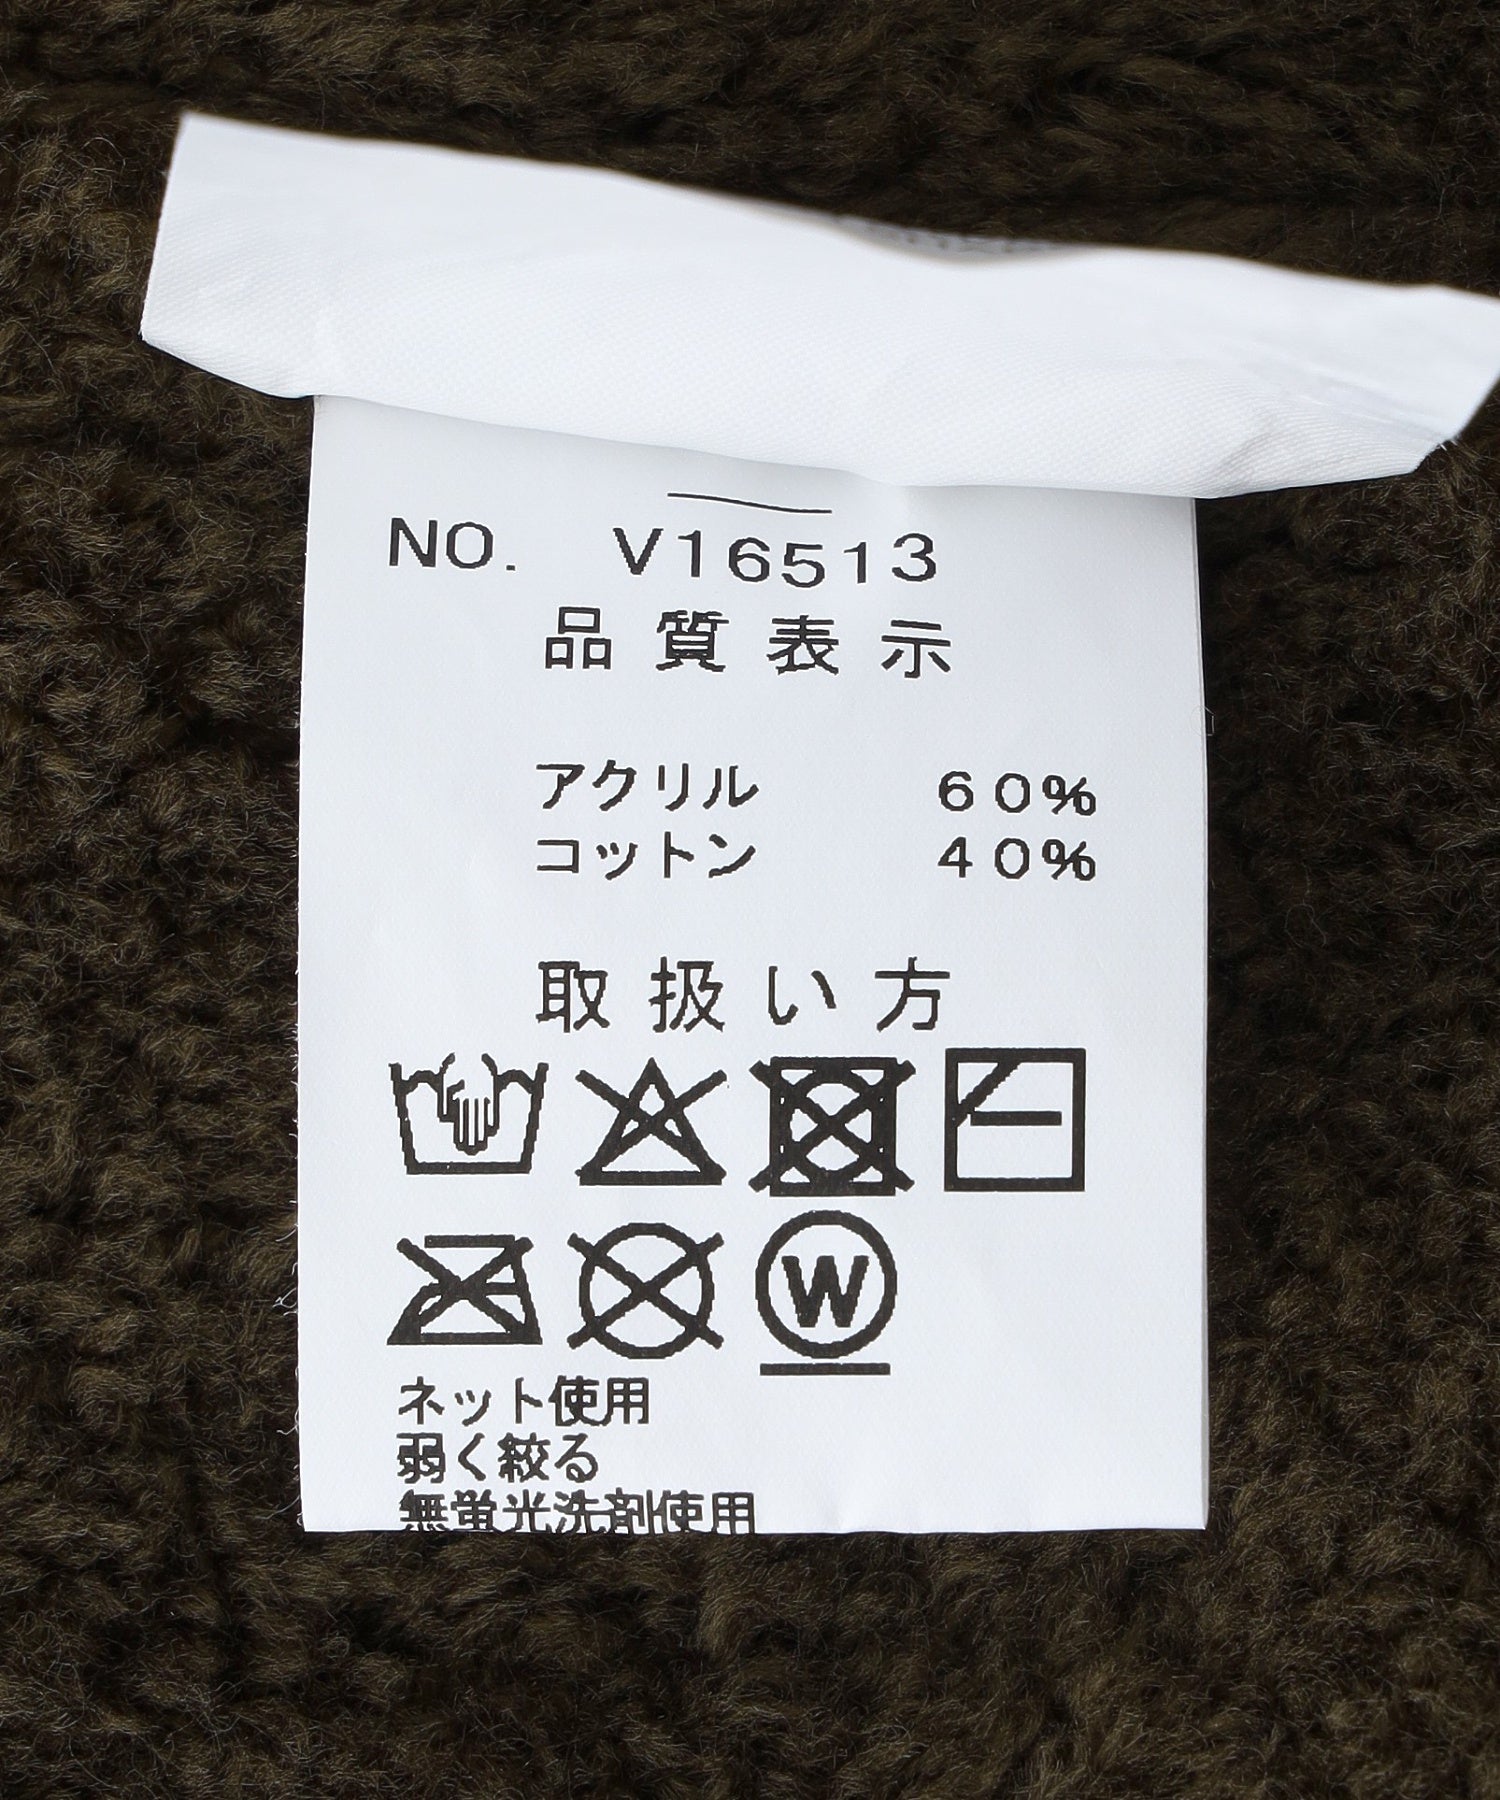 NO. V16513
品質表示
アクリル 60%
コットン 40%
取扱い方
W
ネット使用
弱く絞る
無蛍光洗剤使用